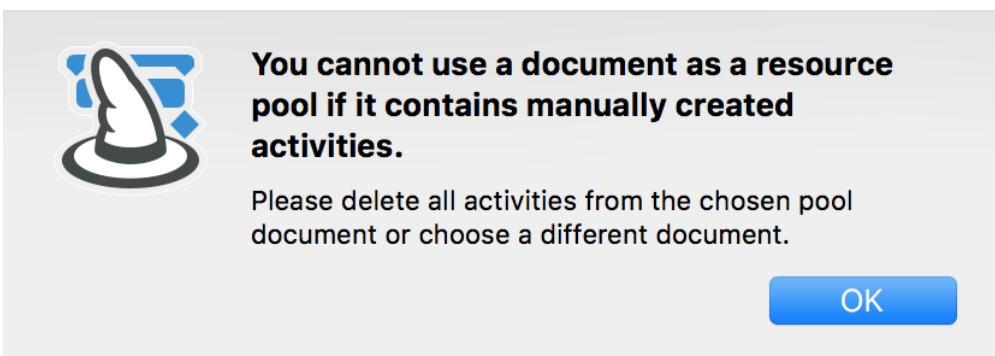 You cannot use a document as a resource
pool if it contains manually created
activities.
Please delete all activities from the chosen pool
document or choose a different document.
OK